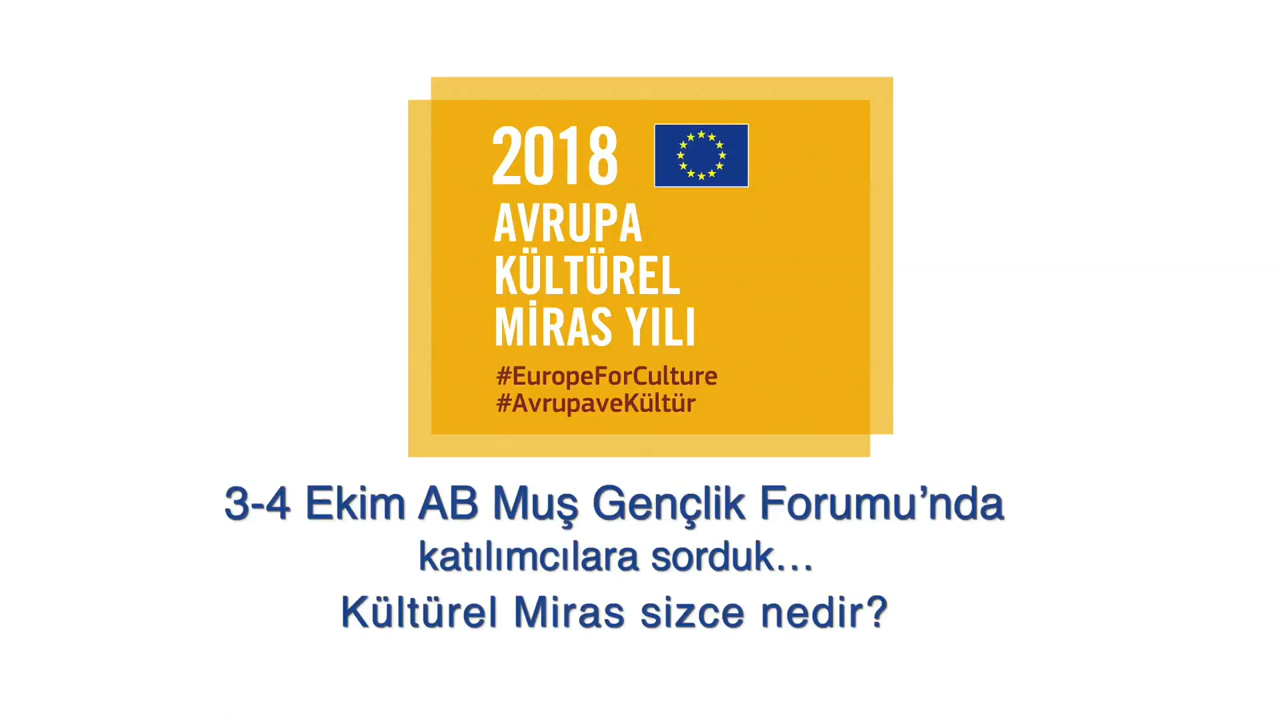 2018
AVRUPA
KÜLTÜREL
MİRAS YILI
#EuropeForCulture
#AvrupaveKültür
3-4 Ekim AB Muş Gençlik Forumu’nda
katılımcılara sorduk...
Kültürel Miras sizce nedir?